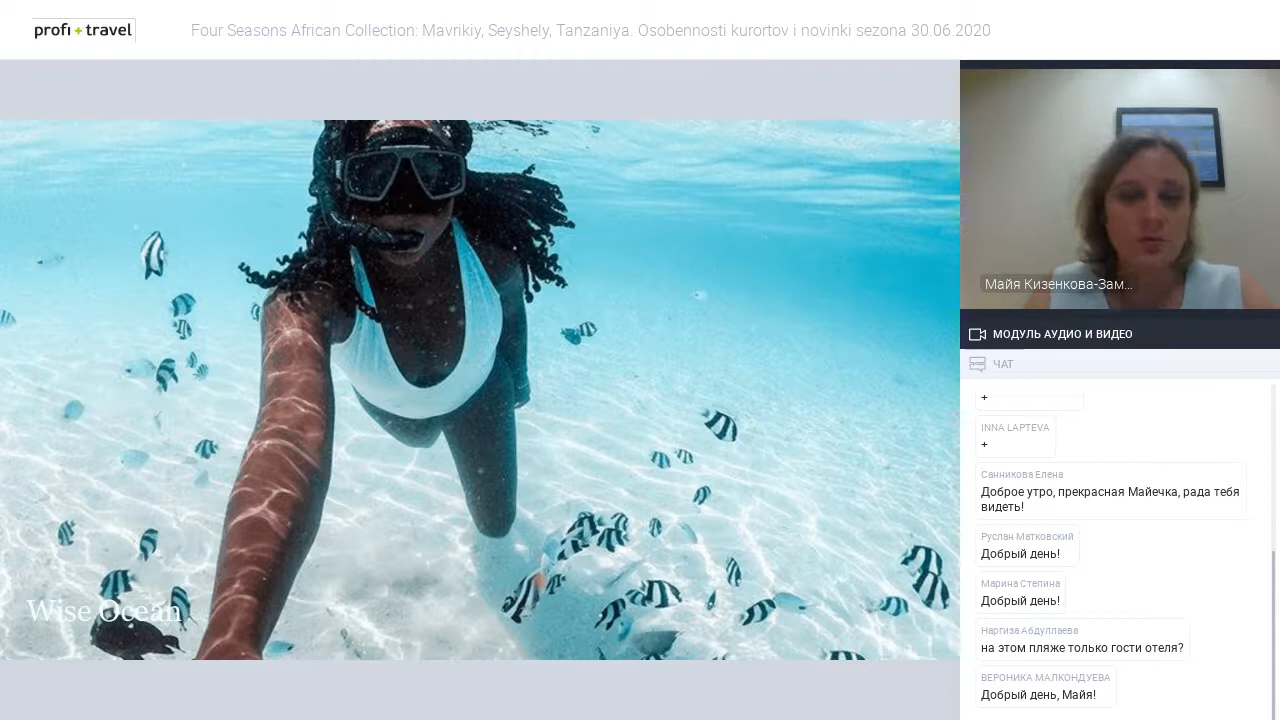 profi + travel
Four Seasons African Collection: Mavrikiy, Seyshely, Tanzaniya. Osobennosti kurortov i novinki sezona 30.06.2020
Wise Ocean
Майя Кизенкова-Зам...
МОДУЛЬ АУДИО И ВИДЕО
ЧАТ
+
INNA LAPTEVA
+
Санникова Елена
Доброе утро, прекрасная Майечка, рада тебя
видеть!
Руслан Матковский
Добрый день!
Марина Степина
Добрый день!
Наргиза Абдуллаева
на этом пляже только гости отеля?
ВЕРОНИКА МАЛКОНДУЕВА
Добрый день, Майя!